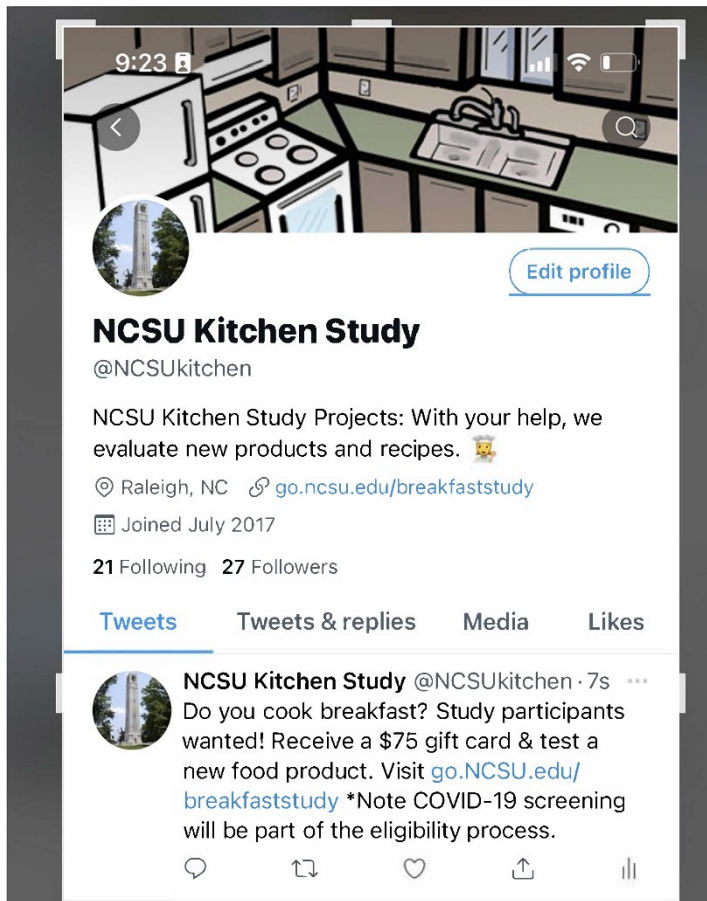 9:23
Edit profile
NCSU Kitchen Study
@NCSUkitchen
NCSU Kitchen Study Projects: With your help, we
evaluate new products and recipes. 👩‍🍳
Raleigh, NC go.ncsu.edu/breakfaststudy
Joined July 2017
21 Following 27 Followers
Tweets Tweets & replies Media Likes
NCSU Kitchen Study @NCSUkitchen · 7s ...
Do you cook breakfast? Study participants
wanted! Receive a $75 gift card & test a
new food product. Visit go.NCSU.edu/
breakfaststudy *Note COVID-19 screening
will be part of the eligibility process.